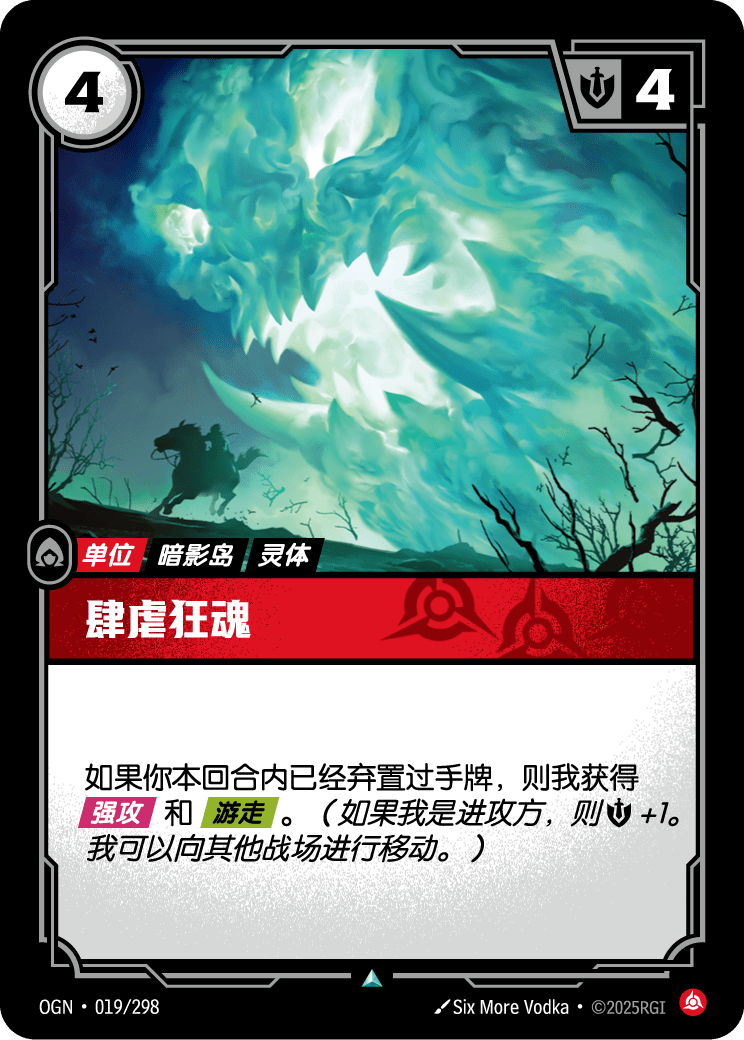 4
4
单位 暗影岛 灵体
肆虐狂魂
如果你本回合内已经弃置过手牌，则我获得
强攻 和 游走 。（如果我是进攻方，则 +1。
我可以向其他战场进行移动。）
OGN • 019/298
Six More Vodka • ©2025RGI